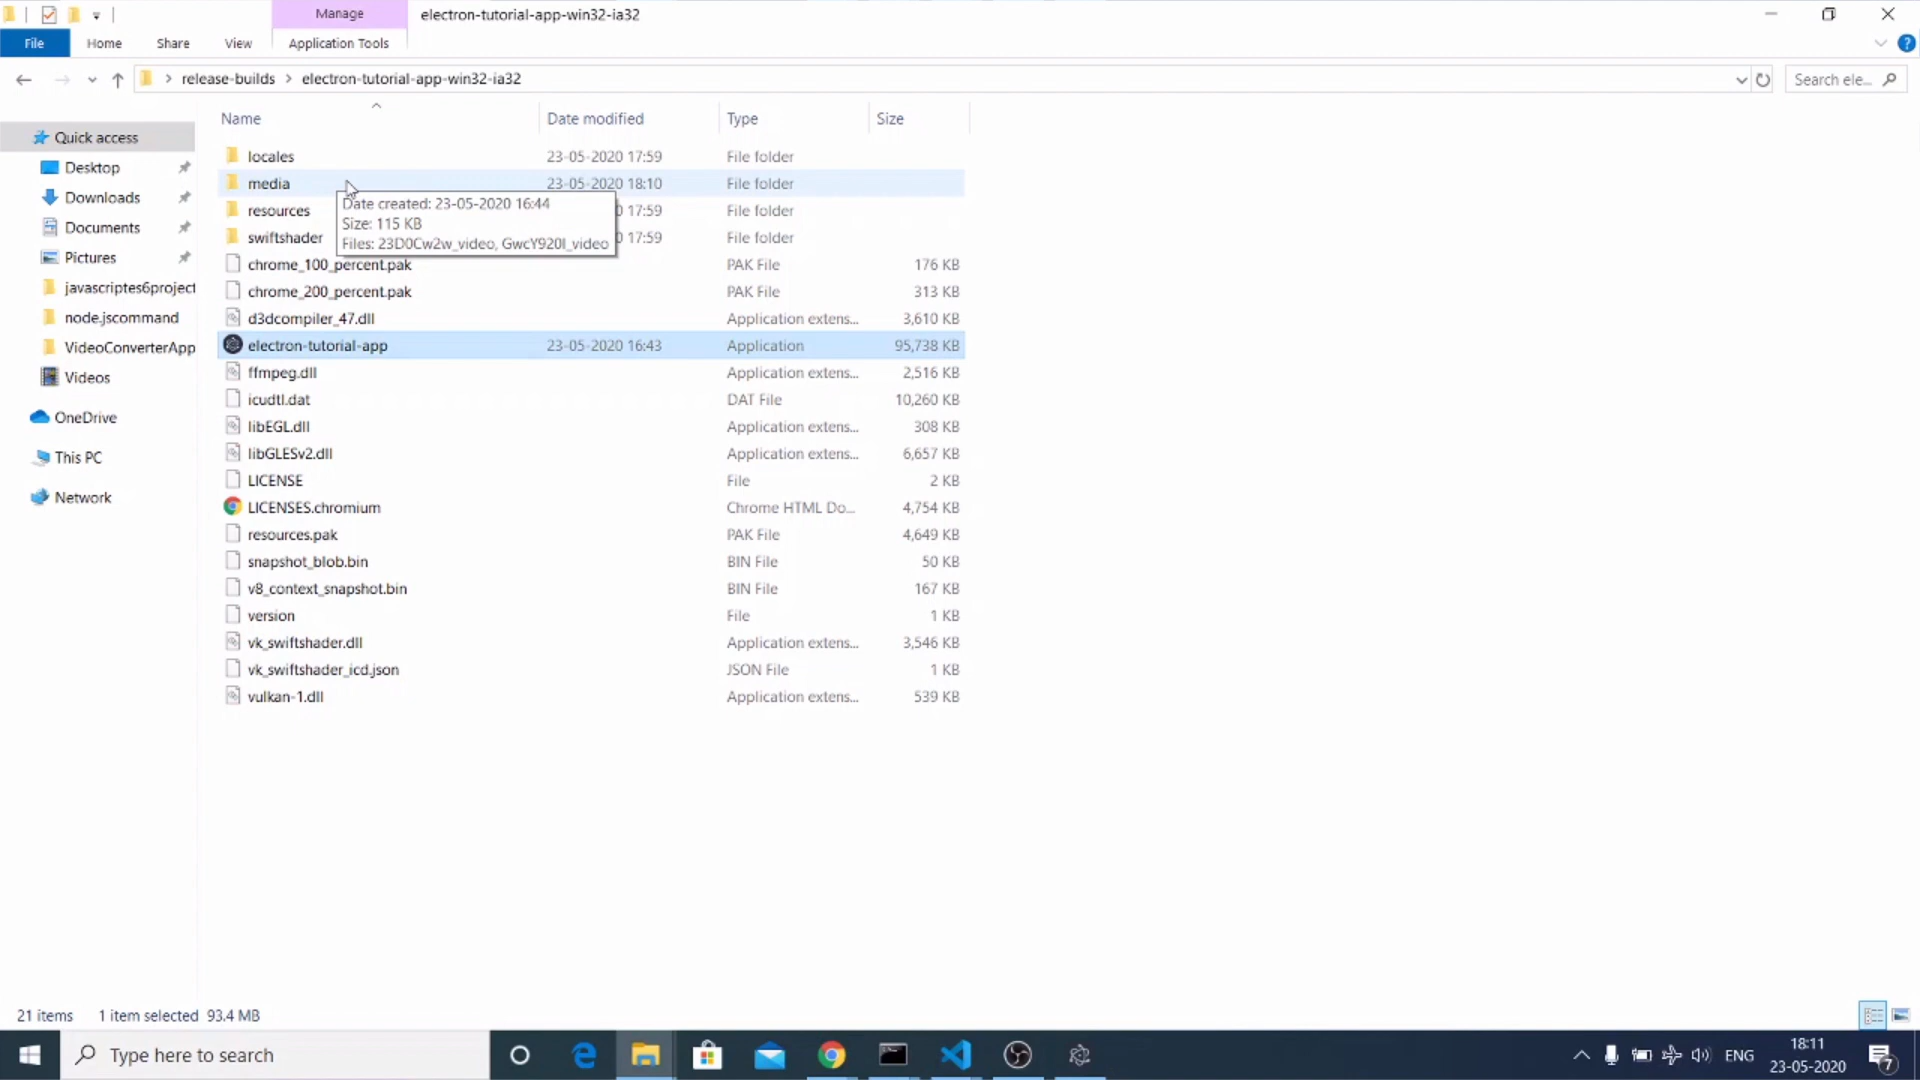 Manage
electron-tutorial-app-win32-ia32
File
Home
Share
View
Application Tools
release-builds
electron-tutorial-app-win32-ia32
Search ele...
Name
Date modified
Type
Size
Quick access
Desktop
Downloads
Documents
Pictures
javascriptes6project
node.jscommand
VideoConverterApp
Videos
OneDrive
This PC
Network
locales 23-05-2020 17:59 File folder
media 23-05-2020 18:10 File folder
Date created: 23-05-2020 16:44
Size: 115 KB
Files: 23D0Cw2w_video, GwcY920I_video
resources 0 17:59 File folder
swiftshader 0 17:59 File folder
chrome_100_percent.pak PAK File 176 KB
chrome_200_percent.pak PAK File 313 KB
d3dcompiler_47.dll Application extens... 3,610 KB
electron-tutorial-app 23-05-2020 16:43 Application 95,738 KB
ffmpeg.dll Application extens... 2,516 KB
icudtl.dat DAT File 10,260 KB
libEGL.dll Application extens... 308 KB
libGLESv2.dll Application extens... 6,657 KB
LICENSE File 2 KB
LICENSES.chromium Chrome HTML Do... 4,754 KB
resources.pak PAK File 4,649 KB
snapshot_blob.bin BIN File 50 KB
v8_context_snapshot.bin BIN File 167 KB
version File 1 KB
vk_swiftshader.dll Application extens... 3,546 KB
vk_swiftshader_icd.json JSON File 1 KB
vulkan-1.dll Application extens... 539 KB
21 items 1 item selected 93.4 MB
Type here to search
ENG
18:11
23-05-2020
7